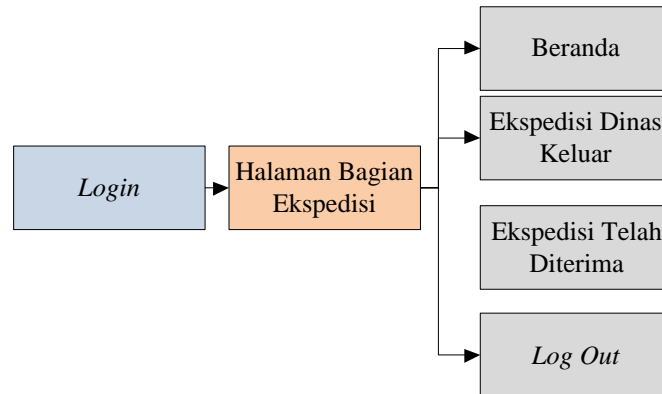 Beranda
Ekspedisi Dinas
Keluar
Login
Halaman Bagian
Ekspedisi
Ekspedisi Telah
Diterima
Log Out